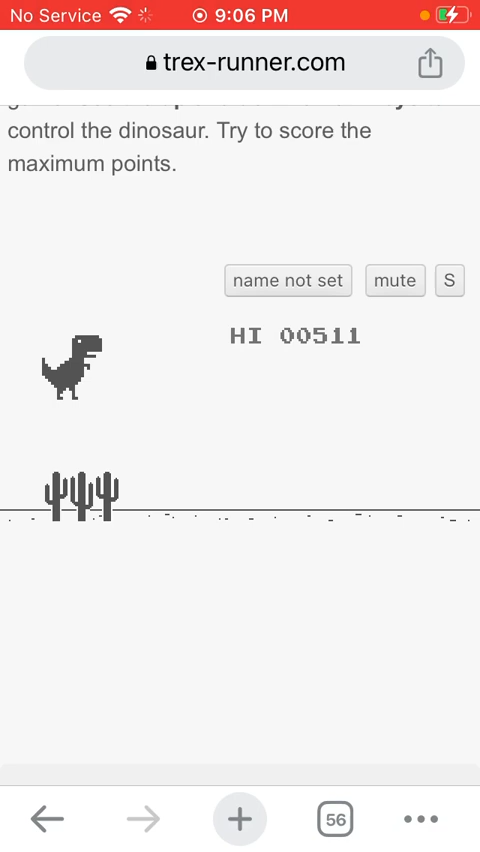 No Service 9:06 PM
trex-runner.com
control the dinosaur. Try to score the
maximum points.
name not set mute S
HI 00511
56